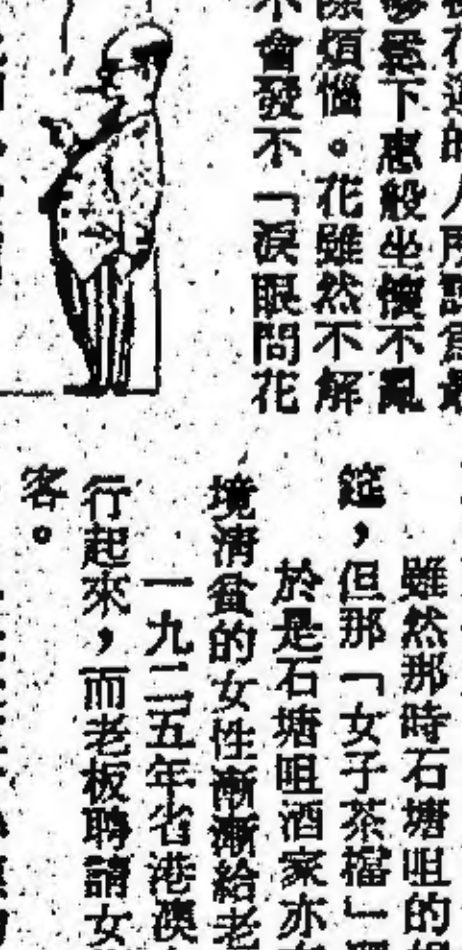 的人所
下惠般坐懷不亂
煩惱。花雖然不解
不會發不「淚眼問花
雖然那時石塘咀的
筵，但那「女子茶檔」
於是石塘咀酒家亦
境清貧的女性漸漸給老
一九二五年省港澳
行起來，而老板聘請女
客。